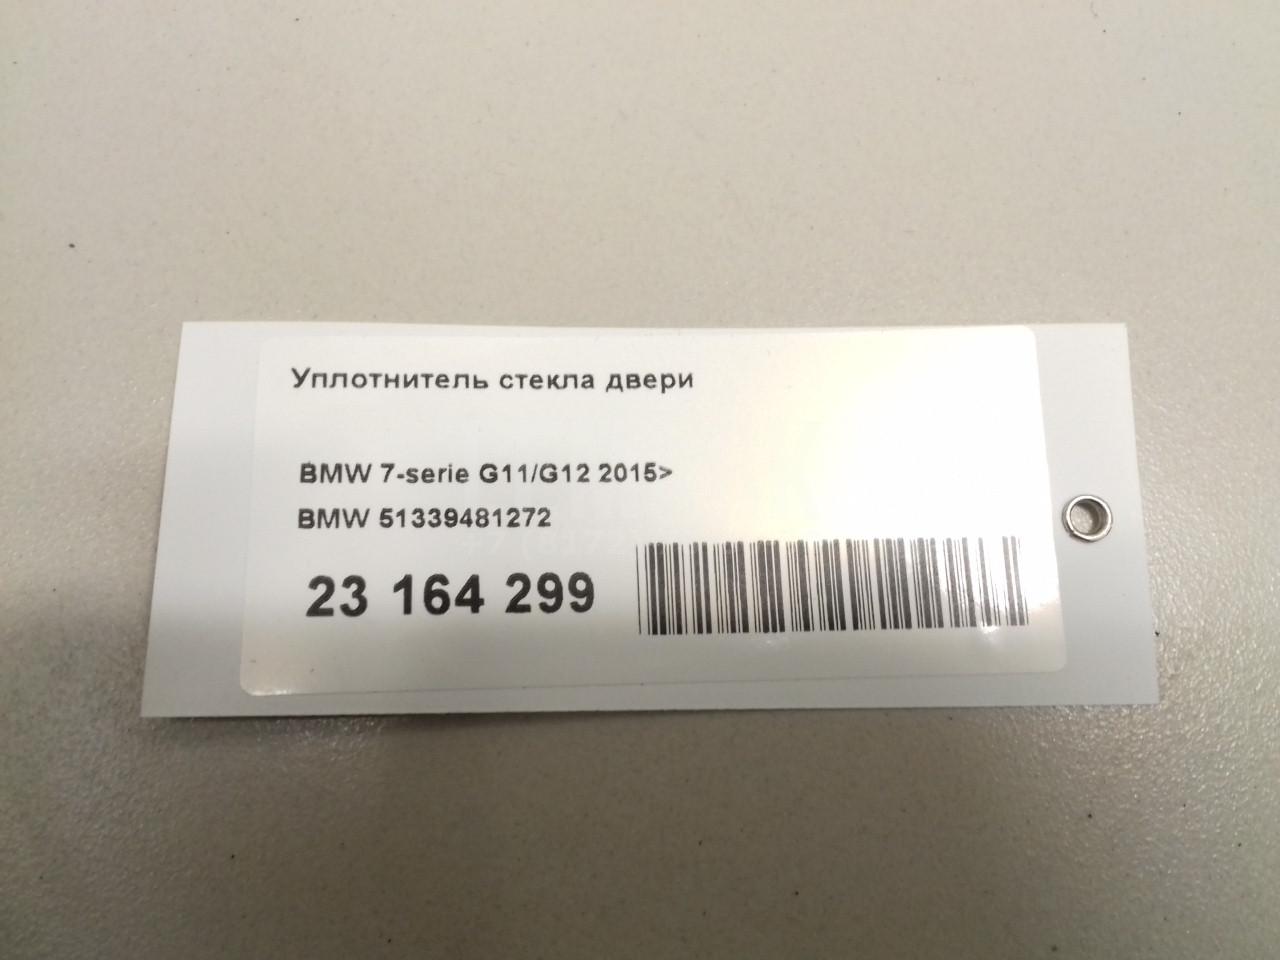 Уплотнитель стекла двери
BMW 7-serie G11/G12 2015>
BMW 51339481272
23 164 299